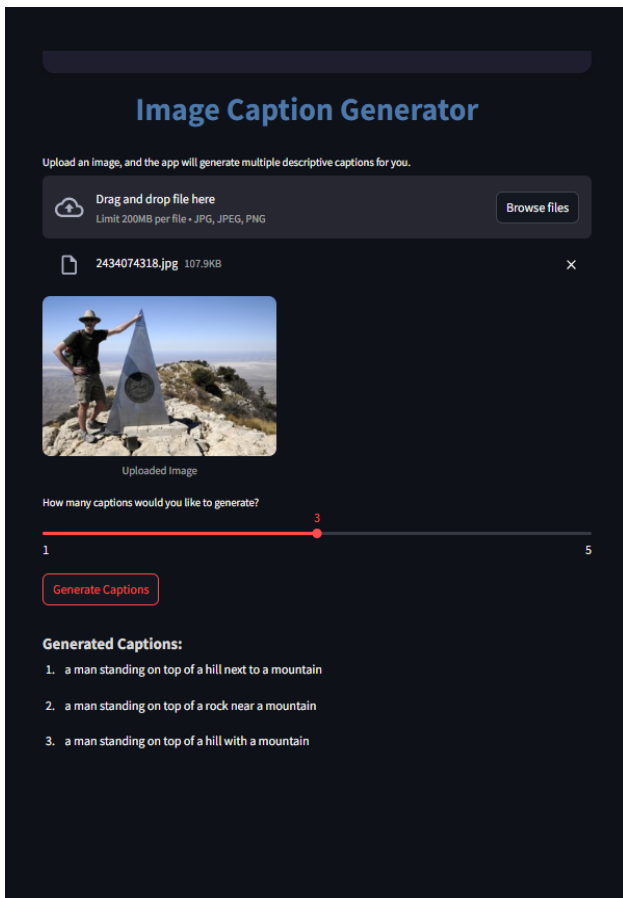 Image Caption Generator
Upload an image, and the app will generate multiple descriptive captions for you.
Drag and drop file here
Limit 200MB per file • JPG, JPEG, PNG
Browse files
2434074318.jpg 107.9KB
Uploaded Image
How many captions would you like to generate?
3
1 5
Generate Captions
Generated Captions:
1. a man standing on top of a hill next to a mountain
2. a man standing on top of a rock near a mountain
3. a man standing on top of a hill with a mountain